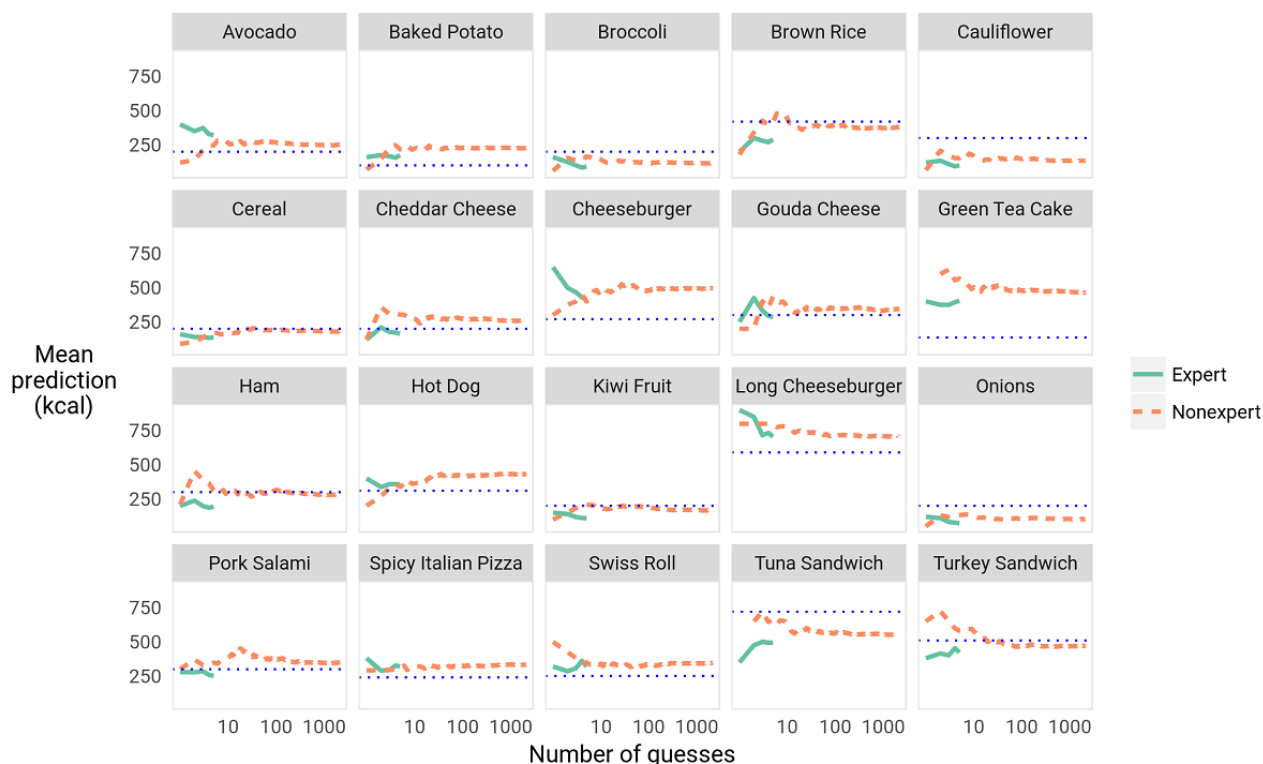 Avocado
Baked Potato
Broccoli
Brown Rice
Cauliflower
750
500
250
Cereal
Cheddar Cheese
Cheeseburger
Gouda Cheese
Green Tea Cake
750
500
250
Mean
prediction
(kcal)
Ham
Hot Dog
Kiwi Fruit
Long Cheeseburger
Onions
750
500
250
Expert
Nonexpert
Pork Salami
Spicy Italian Pizza
Swiss Roll
Tuna Sandwich
Turkey Sandwich
750
500
250
10 100 1000
10 100 1000
10 100 1000
10 100 1000
10 100 1000
Number of guesses